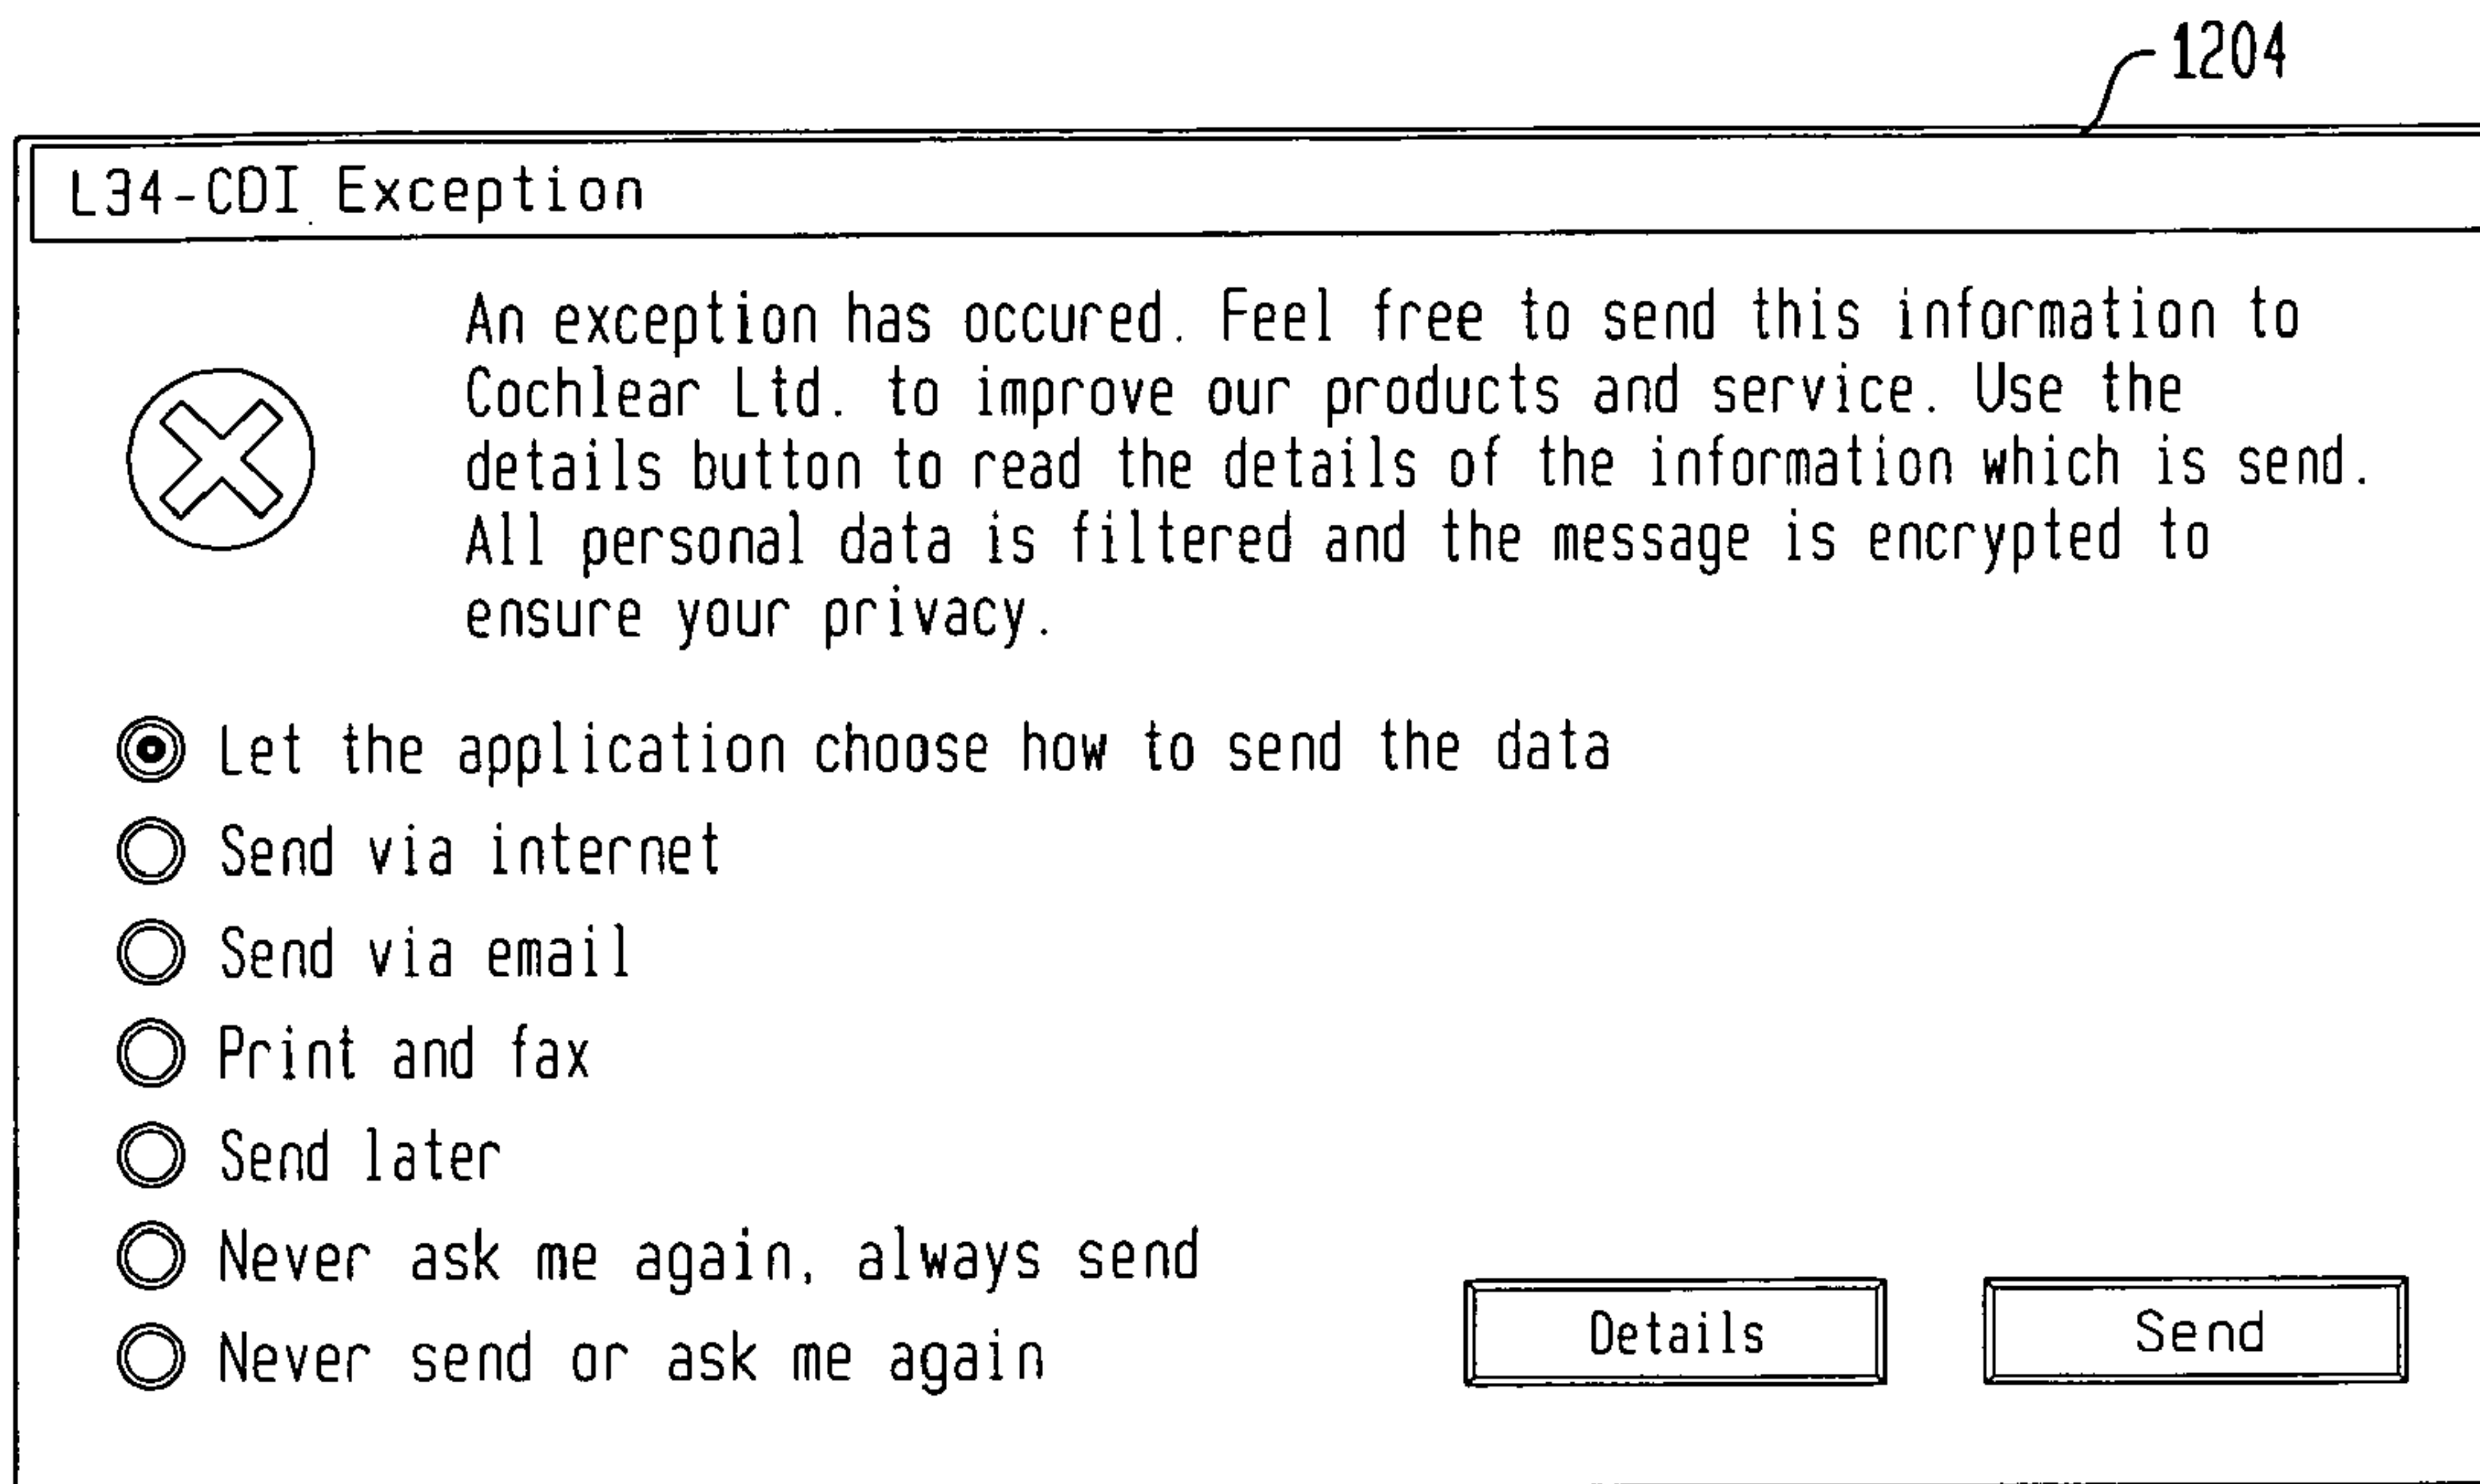 1204
L34-CDI Exception
An exception has occured. Feel free to send this information to
Cochlear Ltd. to improve our products and service. Use the
details button to read the details of the information which is send.
All personal data is filtered and the message is encrypted to
ensure your privacy.
Let the application choose how to send the data
Send via internet
Send via email
Print and fax
Send later
Never ask me again, always send
Never send or ask me again
Details
Send